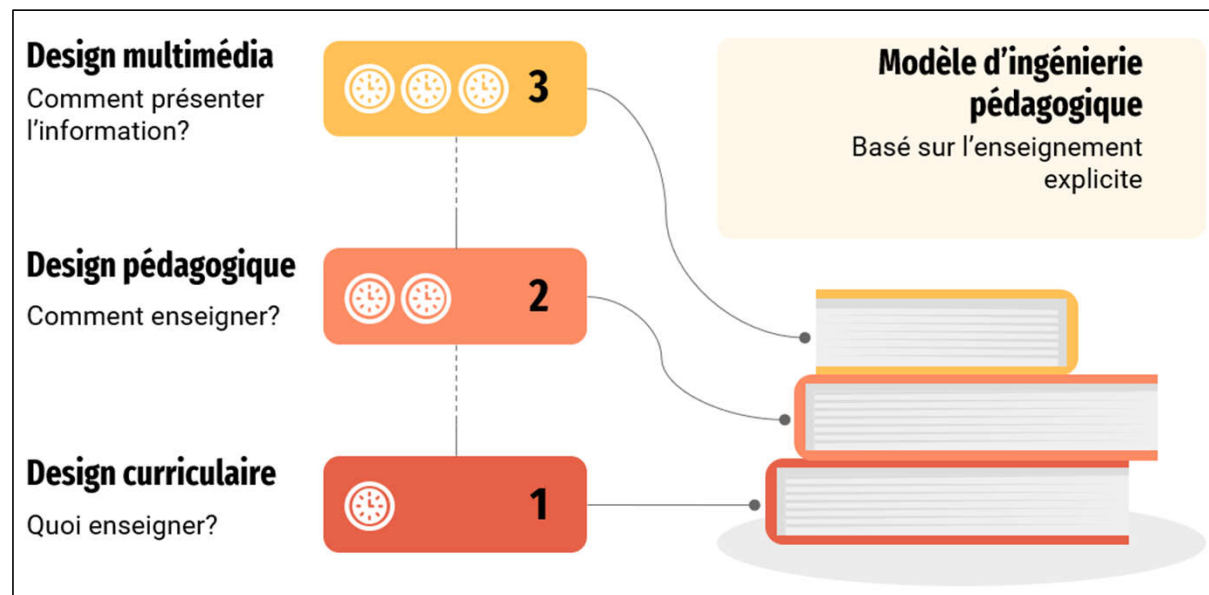 Design multimédia
Comment présenter
l’information?
3
Modèle d’ingénierie
pédagogique
Basé sur l’enseignement
explicite
Design pédagogique
Comment enseigner?
2
Design curriculaire
Quoi enseigner?
1